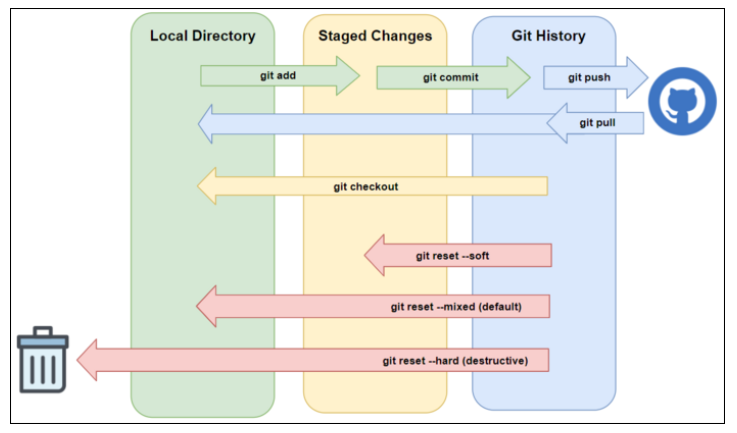 Local Directory
Staged Changes
Git History
git add
git commit
git push
git pull
git checkout
git reset --soft
git reset --mixed (default)
git reset --hard (destructive)